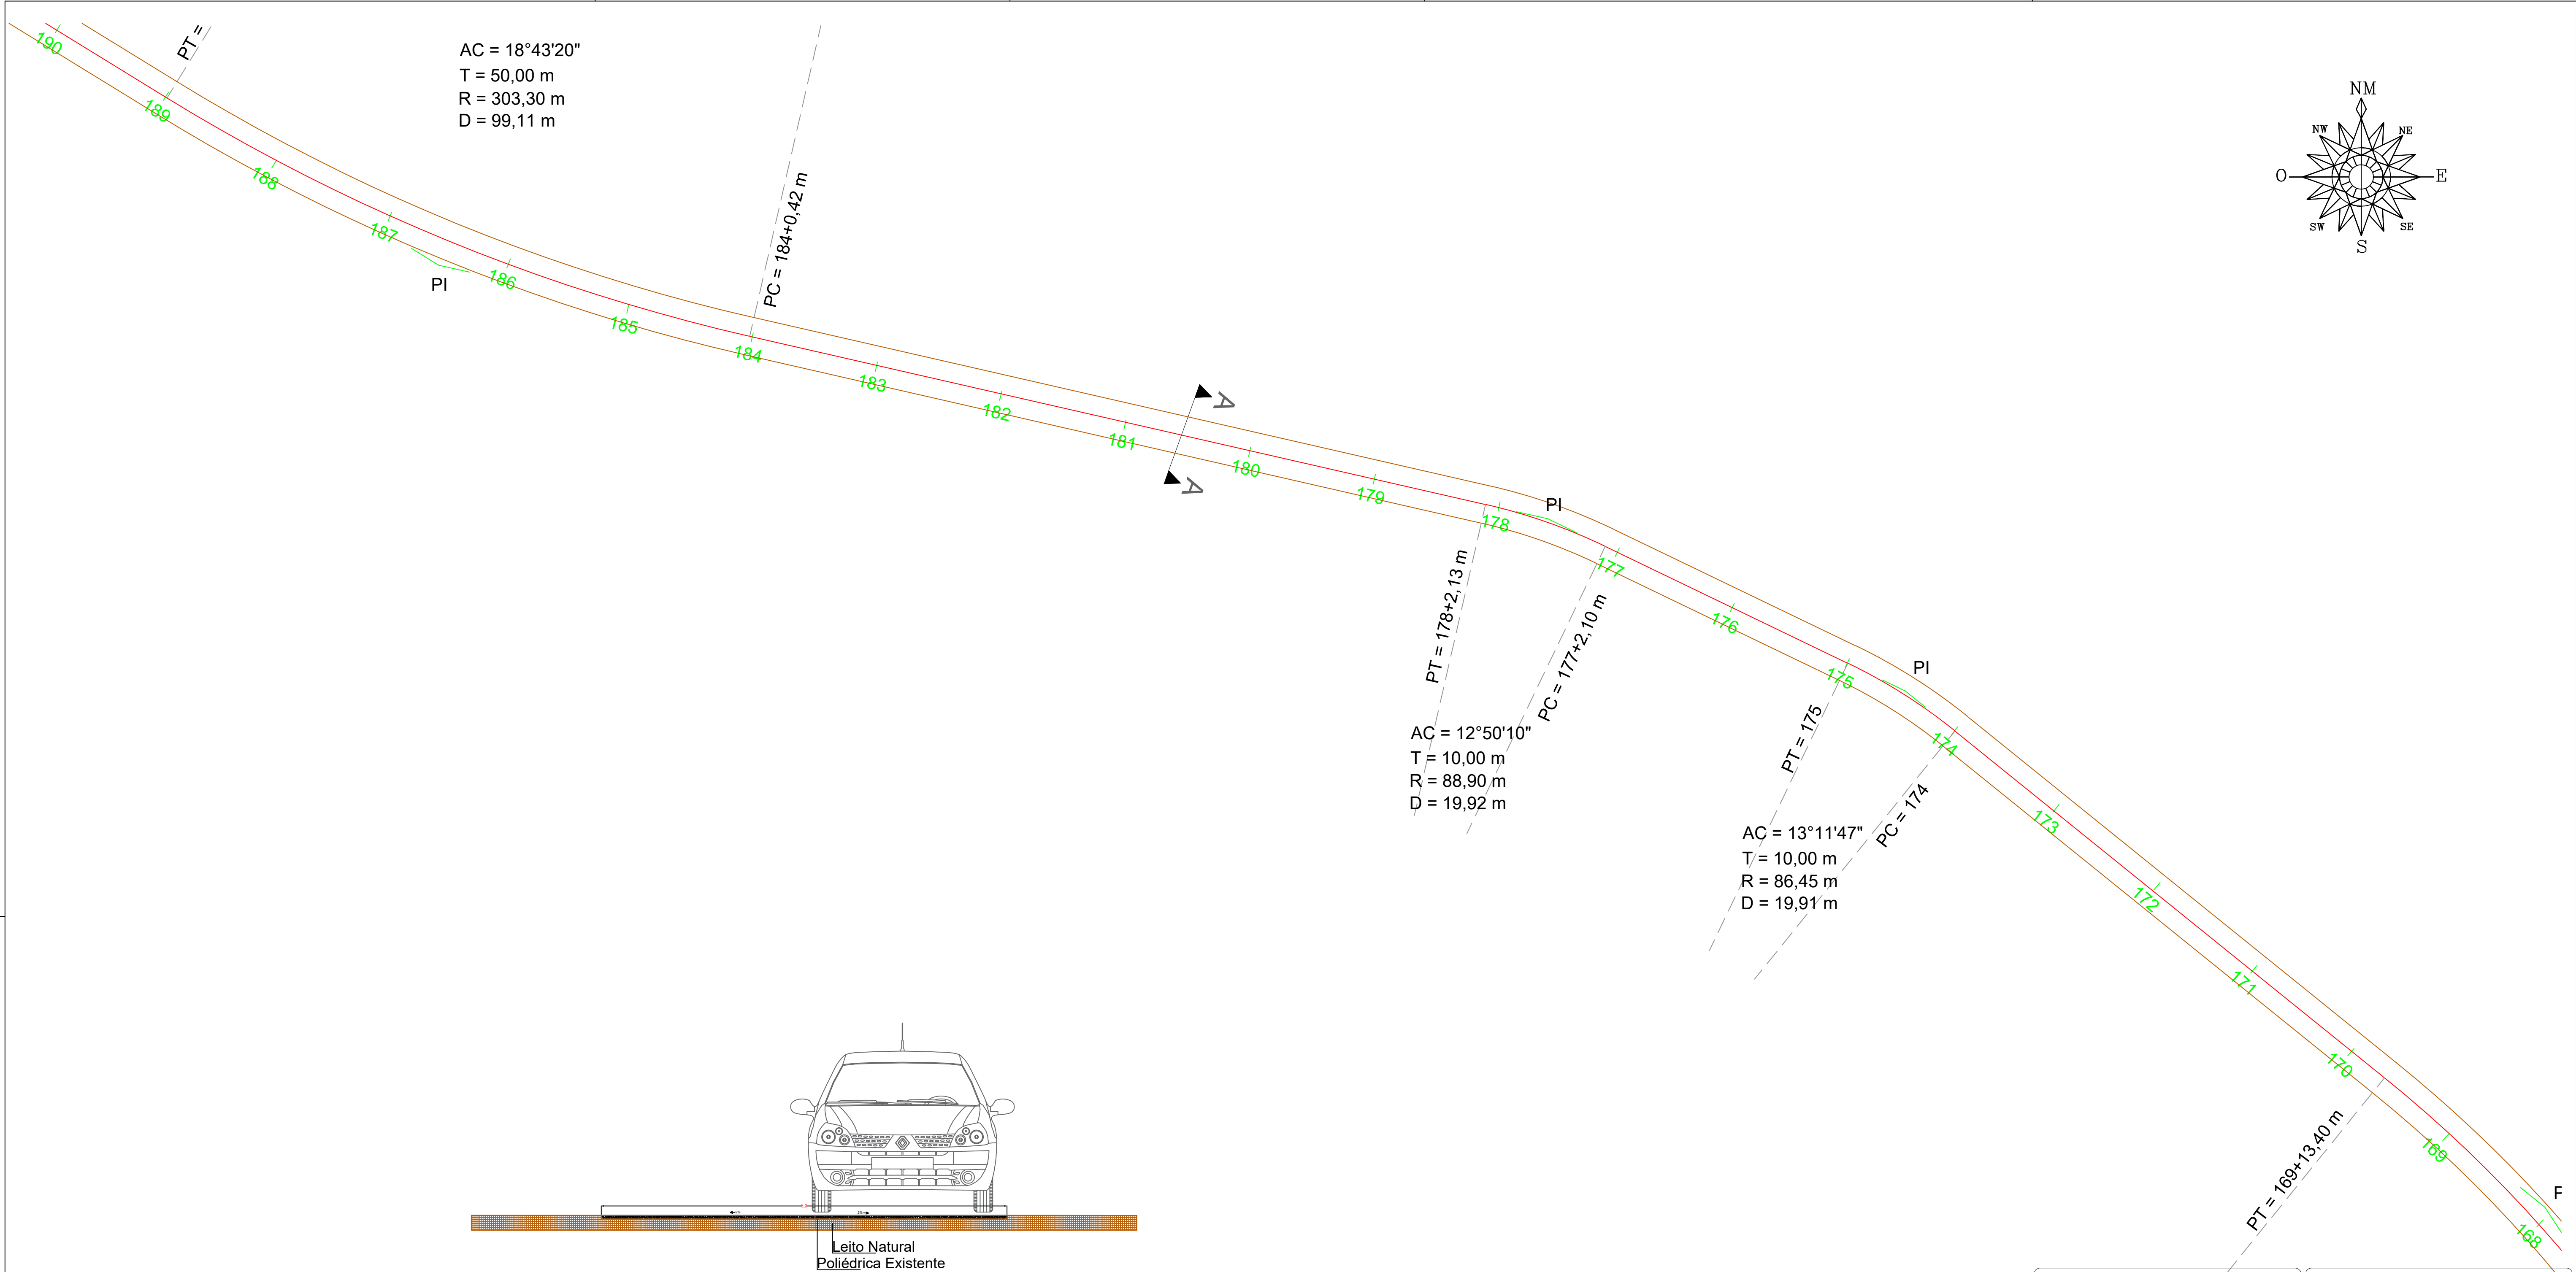 190
PT =
189
188
187
186
185
184
183
182
181
180
179
178
177
176
175
174
173
172
171
170
169
168
AC = 18°43'20"
T = 50,00 m
R = 303,30 m
D = 99,11 m
PI
PC = 184+0,42 m
A
A
PI
PT = 178+2,13 m
PC = 177+2,10 m
AC = 12°50'10"
T = 10,00 m
R = 88,90 m
D = 19,92 m
PI
PT = 175
PC = 174
AC = 13°11'47"
T = 10,00 m
R = 86,45 m
D = 19,91 m
PT = 169+13,40 m
NM
NW
NE
O
E
SW
SE
S
Leito Natural
Poliédrica Existente